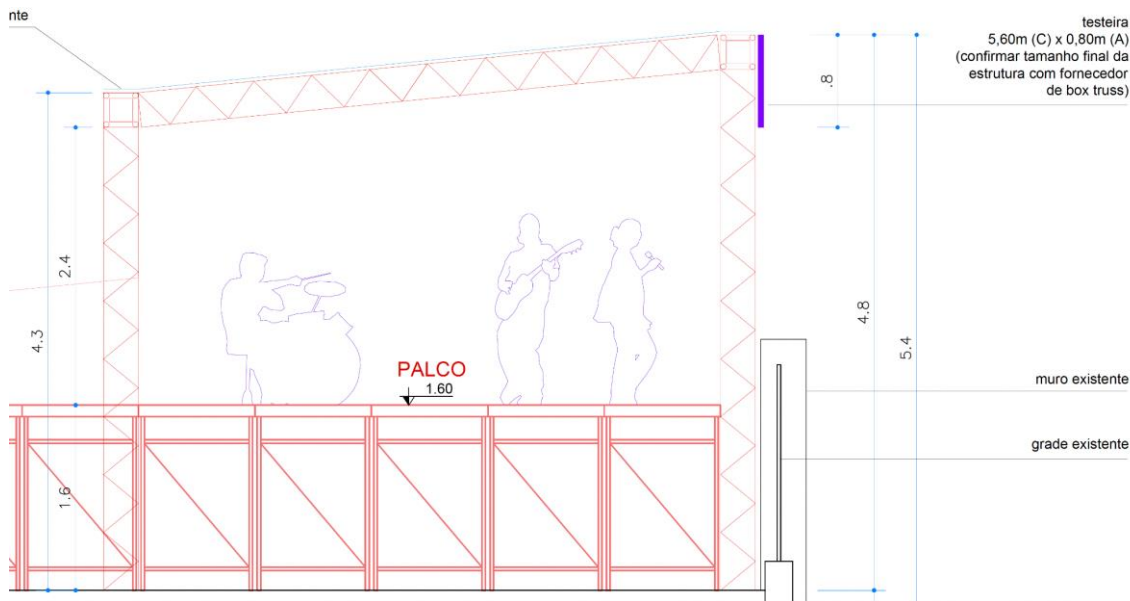 nte
testeira
5,60m (C) x 0,80m (A)
(confirmar tamanho final da
estrutura com fornecedor
de box truss)
.8
2.4
4.3
4.8
5.4
PALCO
1.60
muro existente
grade existente
1.6